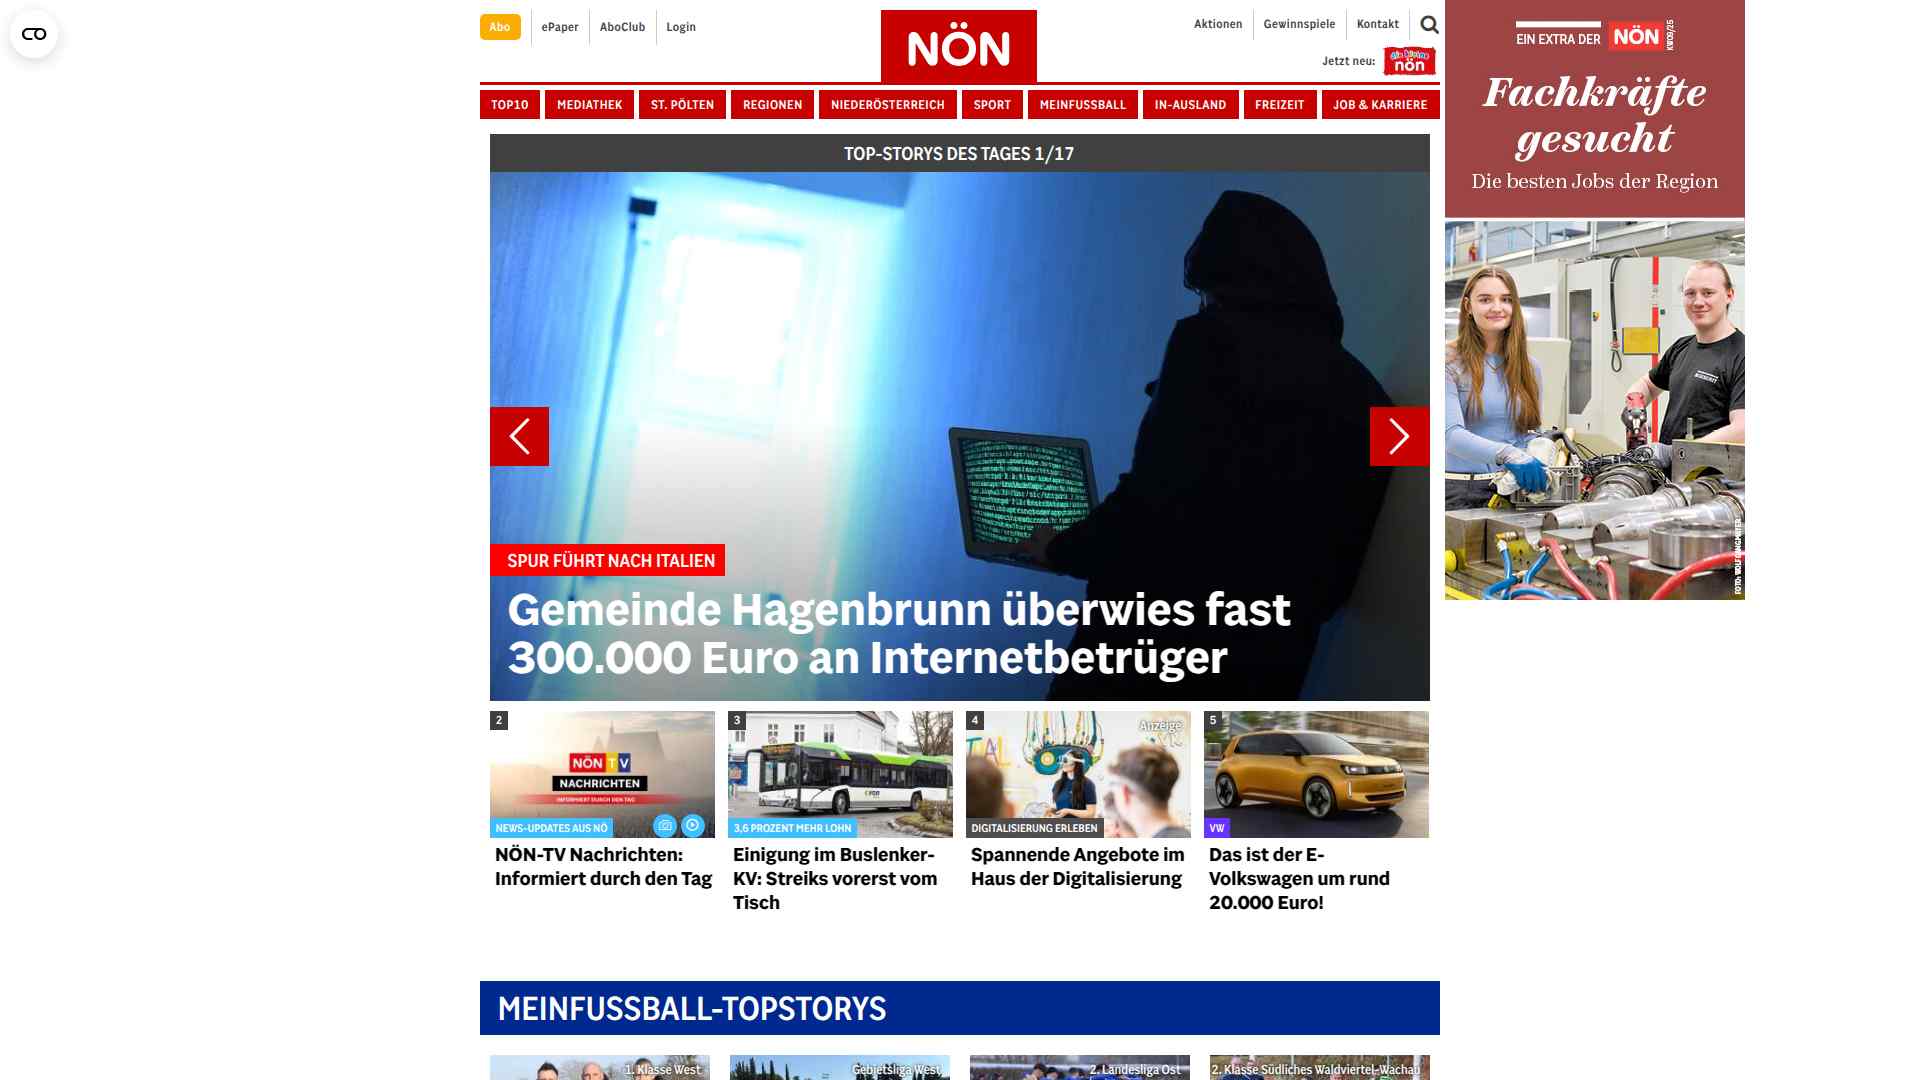 Abo
ePaper
AboClub
Login
NÖN
Aktionen
Gewinnspiele
Kontakt
Jetzt neu:
die kleine
nön
TOP10
MEDIATHEK
ST. PÖLTEN
REGIONEN
NIEDERÖSTERREICH
SPORT
MEINFUSSBALL
IN-AUSLAND
FREIZEIT
JOB & KARRIERE
EIN EXTRA DER
NÖN
KW09/25
Fachkräfte
gesucht
Die besten Jobs der Region
TOP-STORYS DES TAGES 1/17
SPUR FÜHRT NACH ITALIEN
Gemeinde Hagenbrunn überwies fast
300.000 Euro an Internetbetrüger
2
NÖN TV
NACHRICHTEN
INFORMIERT DURCH DEN TAG
NEWS-UPDATES AUS NÖ
NÖN-TV Nachrichten:
Informiert durch den Tag
3
3,6 PROZENT MEHR LOHN
Einigung im Buslenker-
KV: Streiks vorerst vom
Tisch
4
Anzeige
DIGITALISIERUNG ERLEBEN
Spannende Angebote im
Haus der Digitalisierung
5
VW
Das ist der E-
Volkswagen um rund
20.000 Euro!
MEINFUSSBALL-TOPSTORYS
1. Klasse West
Gebietsliga West
2. Landesliga Ost
2. Klasse Südliches Waldviertel-Wachau